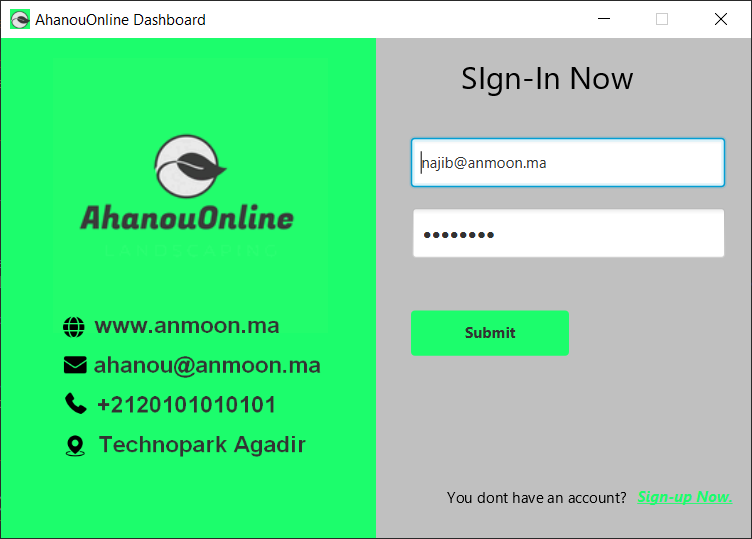 AhanouOnline Dashboard
AhanouOnline
www.anmoon.ma
ahanou@anmoon.ma
+2120101010101
Technopark Agadir
SIgn-In Now
najib@anmoon.ma
••••••••
Submit
You dont have an account? Sign-up Now.